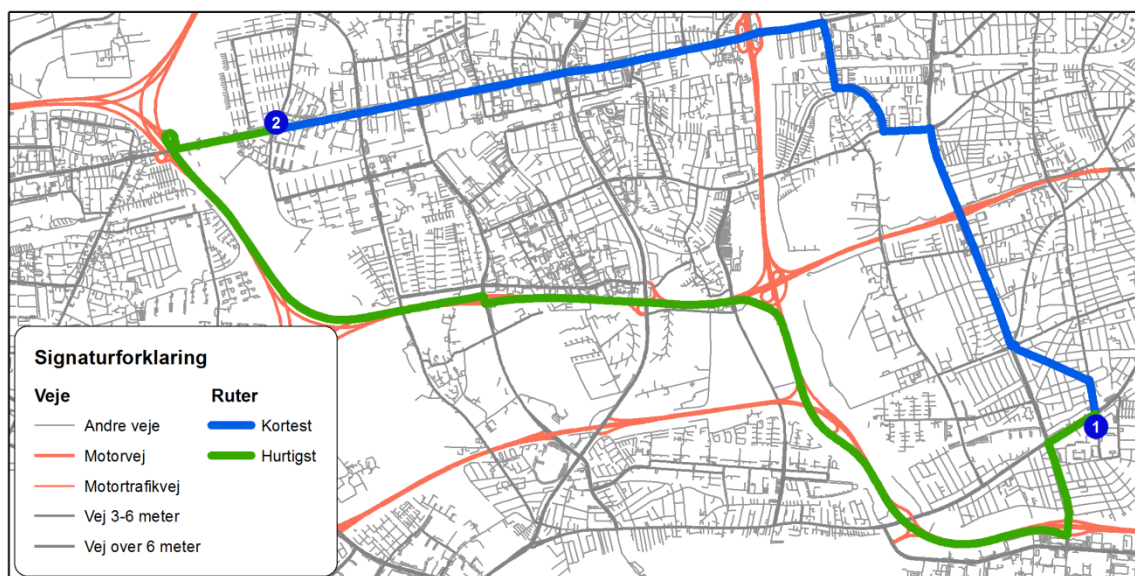 2
1
Signaturforklaring
Veje Ruter
Andre veje Kortest
Motorvej Hurtigst
Motortrafikvej
Vej 3-6 meter
Vej over 6 meter